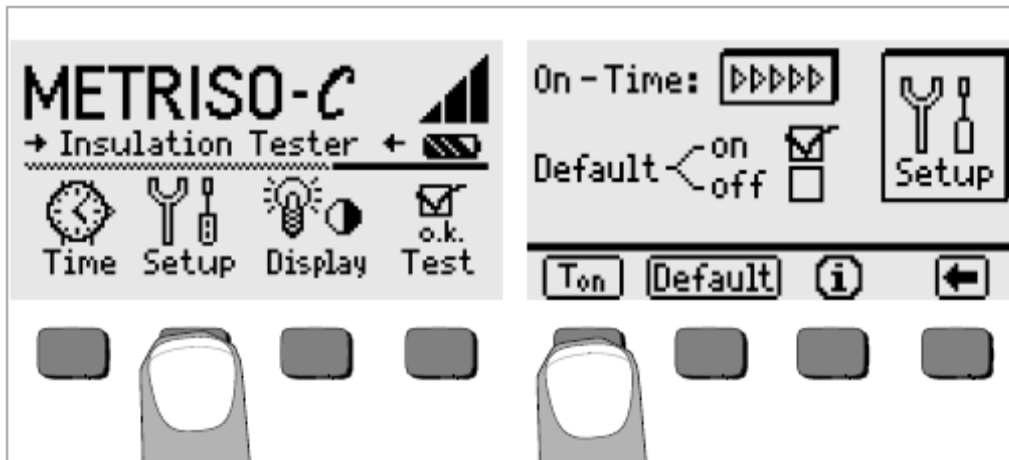 METRISO-C
→ Insulation Tester ←
Time Setup Display o.k. Test
On-Time: ▷▷▷▷▷
Default on
off
Setup
Ton Default i ←